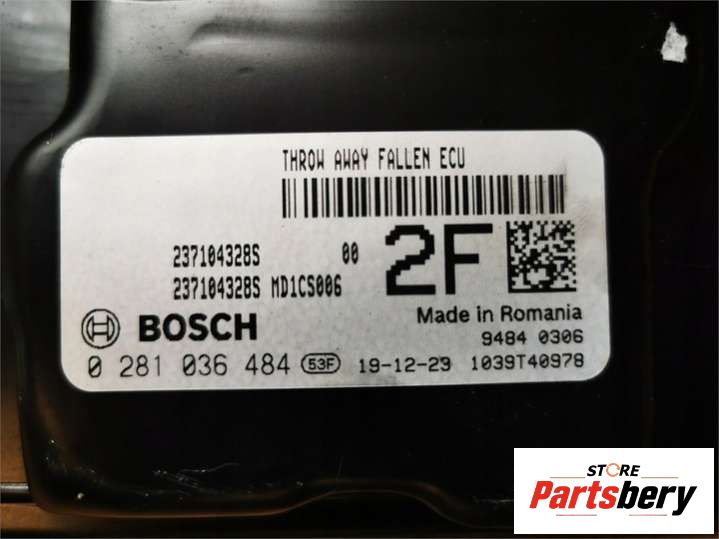 THROW AWAY FALLEN ECU
237104328S 00
237104328S MD1CS006
2F
BOSCH
Made in Romania
9484 0306
0 281 036 484 53F 19-12-23 1039T40978
STORE
Partsbery